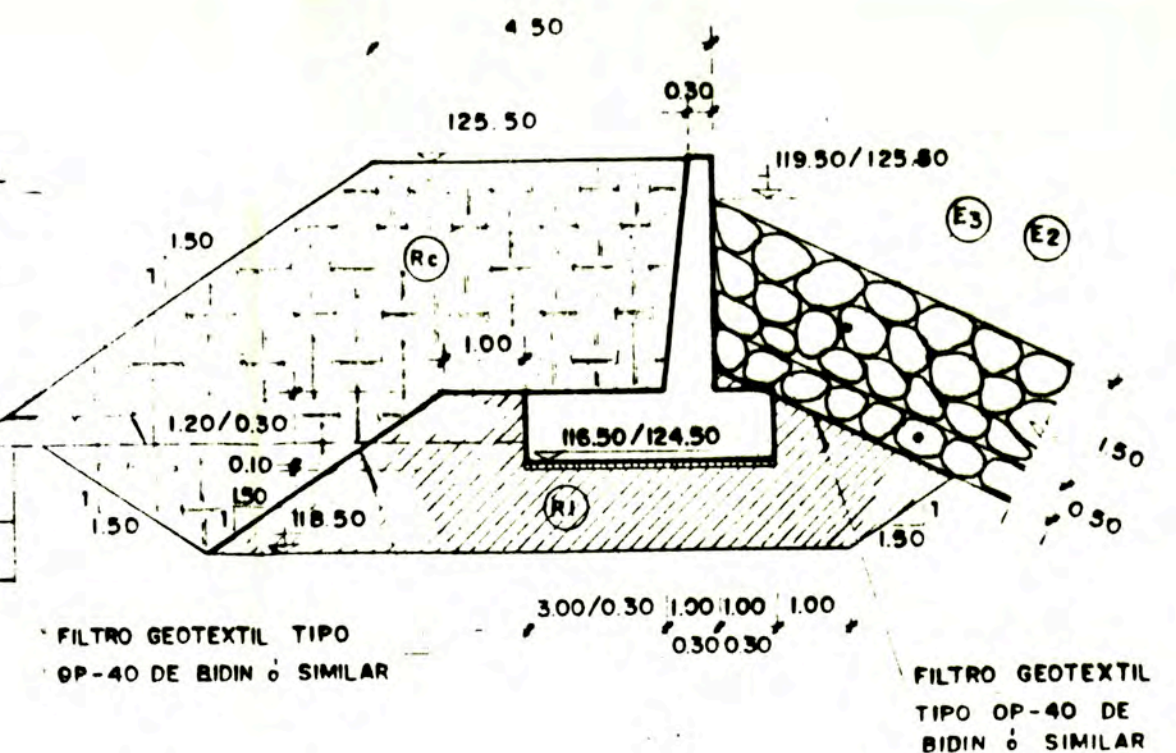 4.50
0.30
125.50
119.50/125.50
E3
E2
1.50
1
Rc
1.00
1.20/0.30
116.50/124.50
0.10
1.50
1
1
1.50
118.50
R1
1
1.50
1.50
0.50
3.00/0.30
1.00
1.00
1.00
0.30
0.30
FILTRO GEOTEXTIL TIPO
OP-40 DE BIDIN ó SIMILAR
FILTRO GEOTEXTIL
TIPO OP-40 DE
BIDIN ó SIMILAR